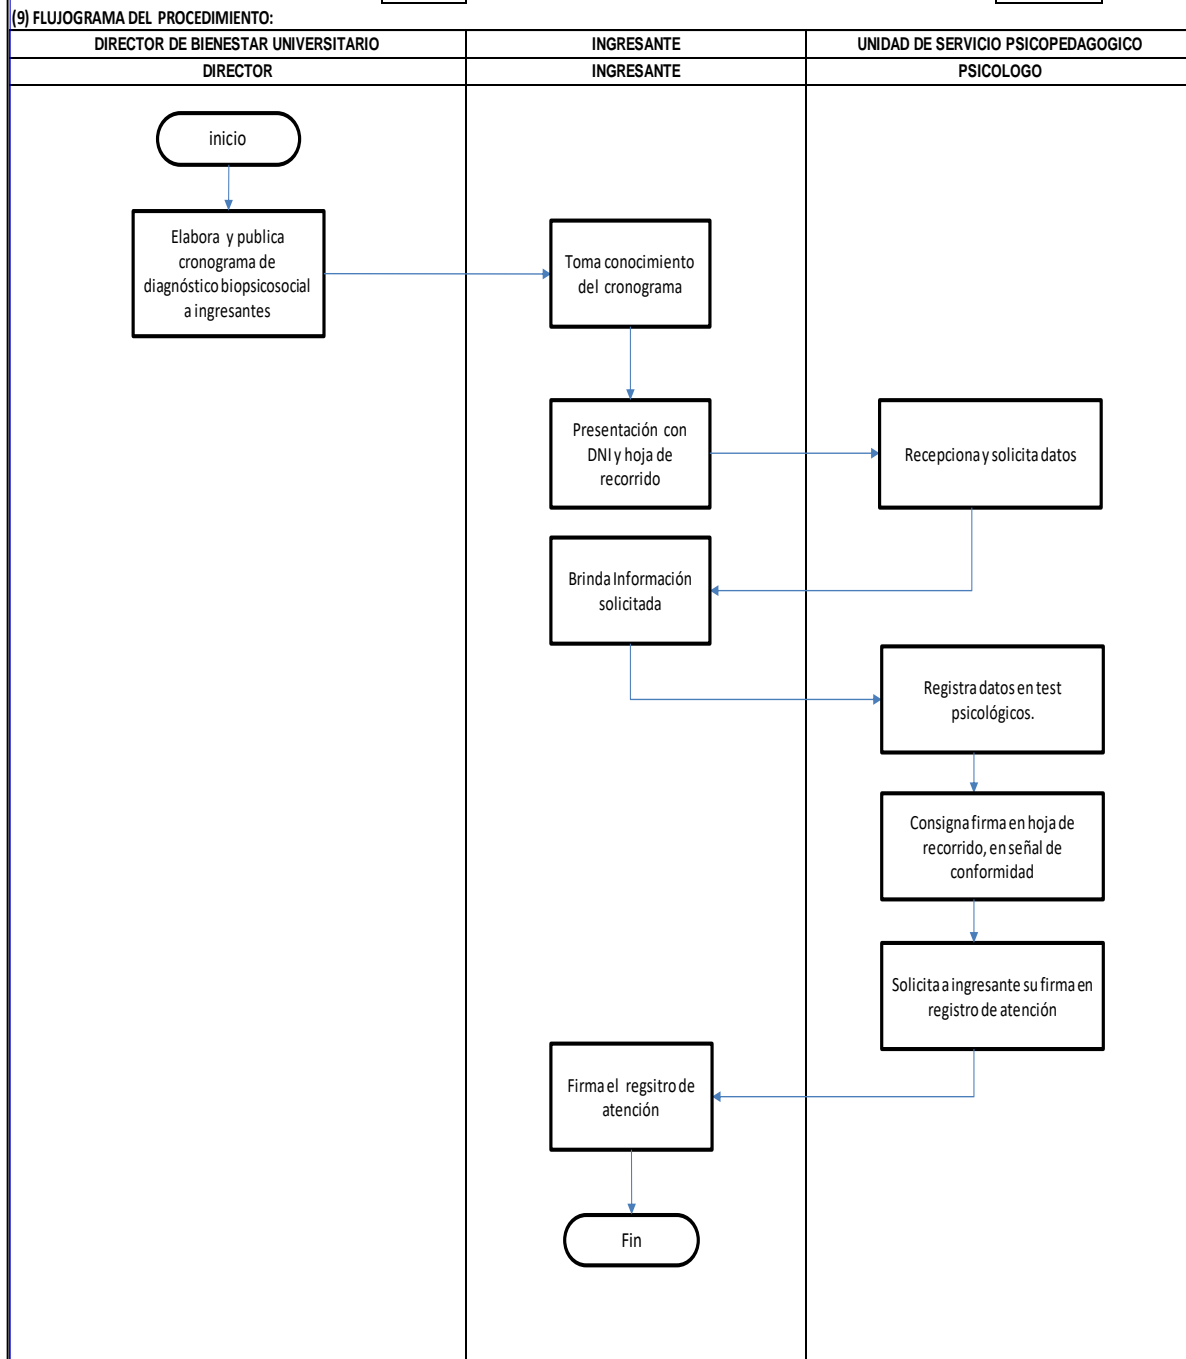 (9) FLUJOGRAMA DEL PROCEDIMIENTO:
DIRECTOR DE BIENESTAR UNIVERSITARIO
INGRESANTE
UNIDAD DE SERVICIO PSICOPEDAGOGICO
DIRECTOR
INGRESANTE
PSICOLOGO
inicio
Elabora y publica
cronograma de
diagnóstico biopsicosocial
a ingresantes
Toma conocimiento
del cronograma
Presentación con
DNI y hoja de
recorrido
Recepciona y solicita datos
Brinda Información
solicitada
Registra datos en test
psicológicos.
Consigna firma en hoja de
recorrido, en señal de
conformidad
Solicita a ingresante su firma en
registro de atención
Firma el regsitro de
atención
Fin